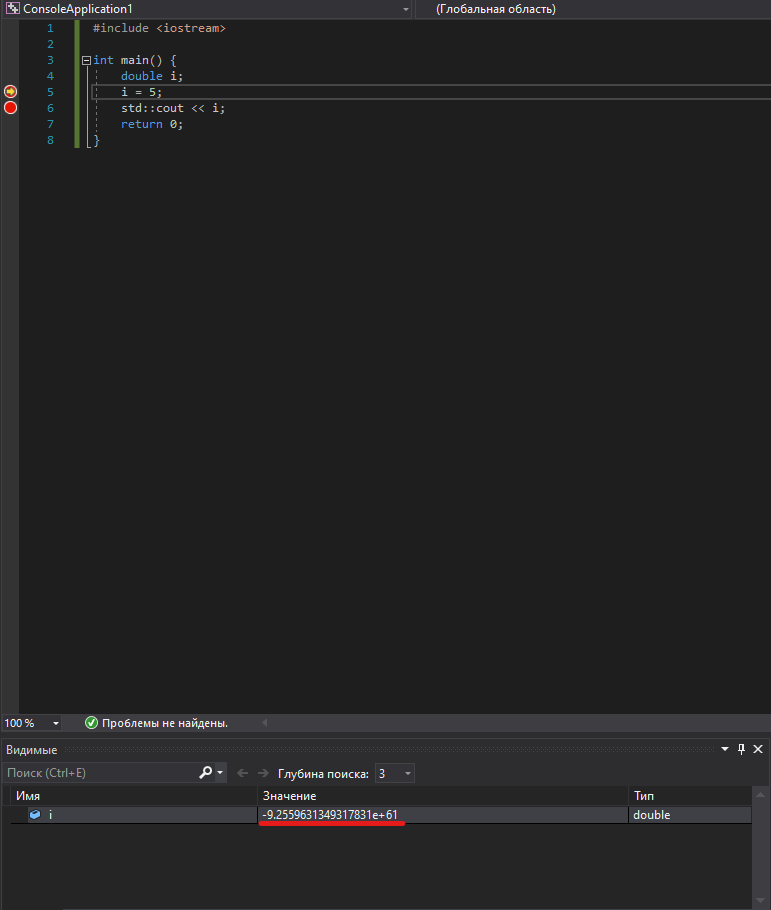 ConsoleApplication1 (Глобальная область)
1 #include <iostream>
2
3 int main() {
4 double i;
5 i = 5;
6 std::cout << i;
7 return 0;
8 }
100 % Проблемы не найдены.
Видимые
Поиск (Ctrl+E) Глубина поиска: 3
Имя Значение Тип
i -9.2559631349317831e+61 double